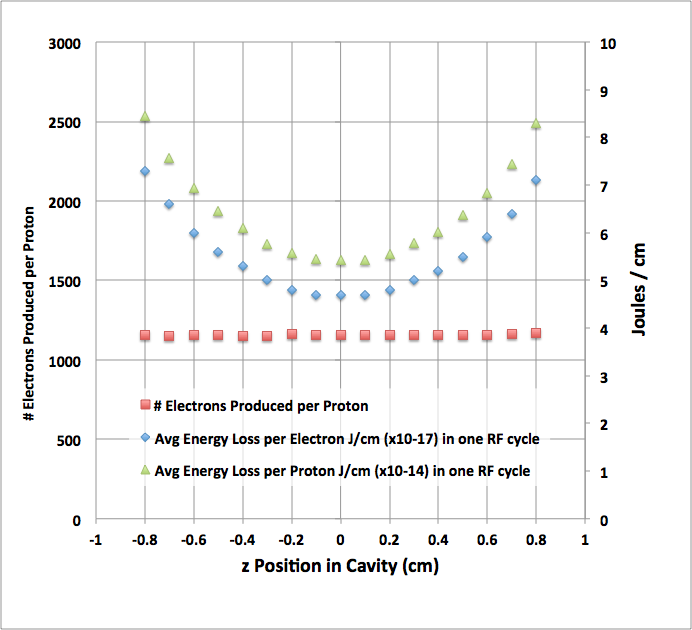 3000
2500
2000
1500
1000
500
0
# Electrons Produced per Proton
10
9
8
7
6
5
4
3
2
1
0
Joules / cm
# Electrons Produced per Proton
Avg Energy Loss per Electron J/cm (x10-17) in one RF cycle
Avg Energy Loss per Proton J/cm (x10-14) in one RF cycle
-1 -0.8 -0.6 -0.4 -0.2 0 0.2 0.4 0.6 0.8 1
z Position in Cavity (cm)